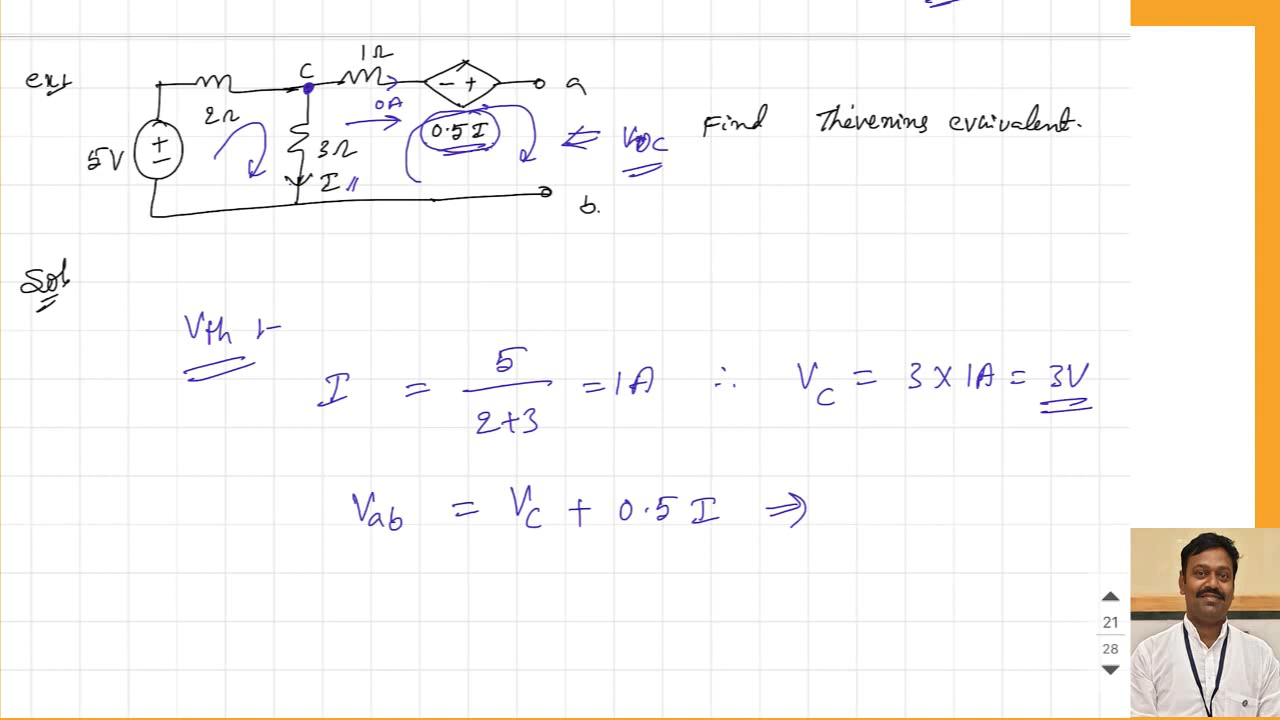 ex:
1Ω
C
2Ω
0A
- +
a
5V
+
-
3Ω
0.5 I
Voc
Find Thevenins evaivalent.
I
b.
Sol
Vth :-
I = 5 / 2+3 = 1A ∴ VC = 3 X 1A = 3V
Vab = VC + 0.5 I ⇒
21
28